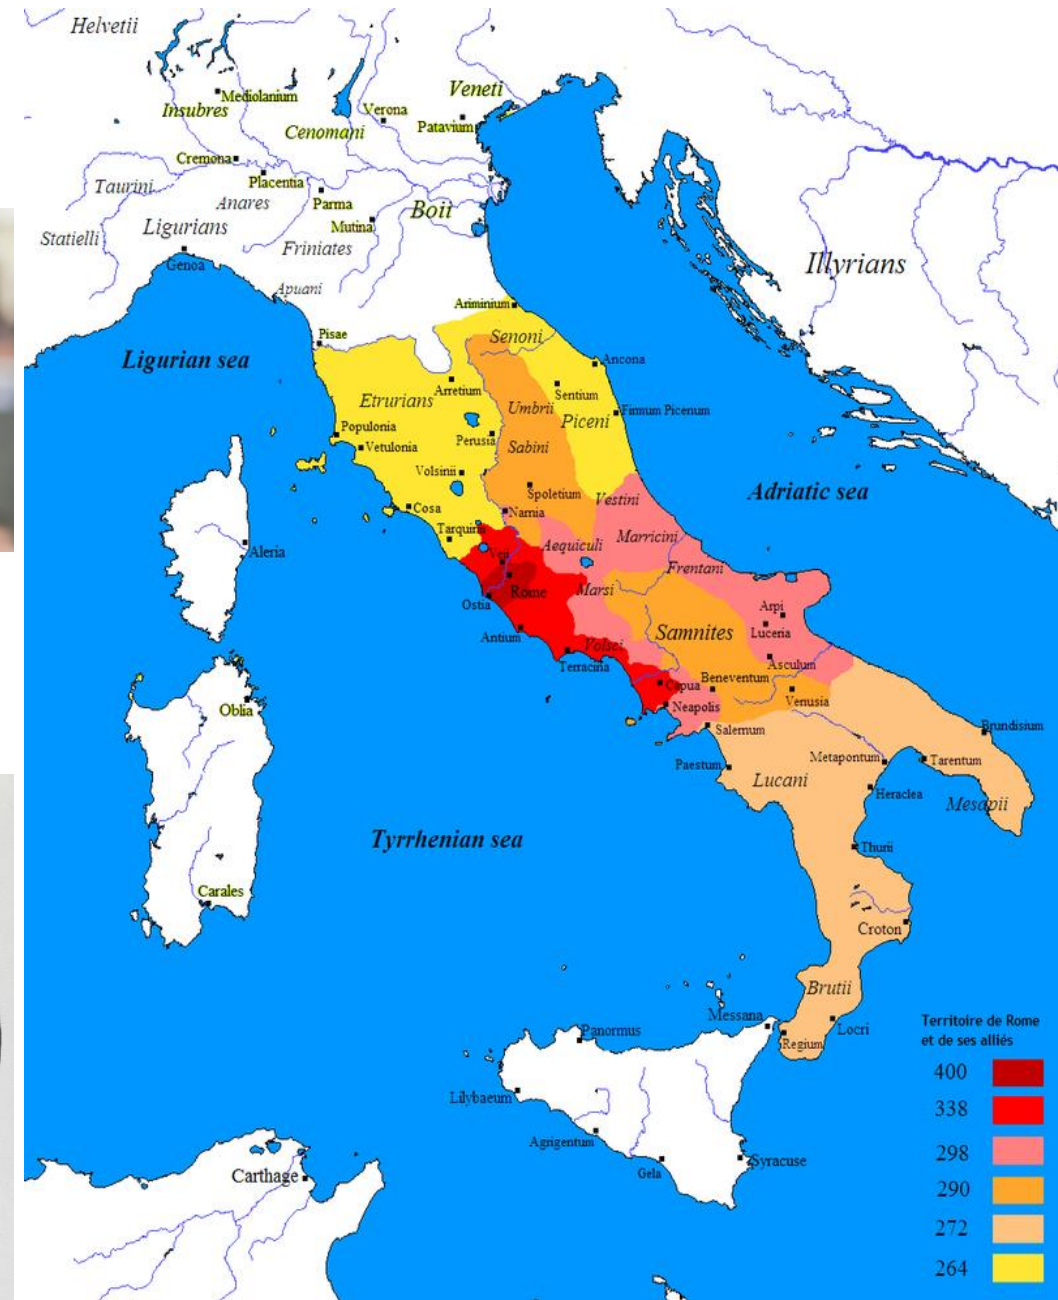 Helvetii
Veneti
Mediolanium
Insubres
Verona
Cenomani
Patavium
Cremona
Placentia
Taurini
Anares
Parma
Boii
Mutina
Ligurians
Statielli
Friniates
Genoa
Illyrians
Apuani
Ariminium
Pisae
Senoni
Ligurian sea
Ancona
Arretium
Sentium
Etrurians
Umbrii
Firmum Picenum
Piceni
Populonia
Perusia
Vetulonia
Sabini
Volsinii
Spoletium
Adriatic sea
Vestini
Cosa
Narnia
Tarquinii
Marricini
Aequiculi
Aleria
Veii
Frentani
Rome
Marsi
Ostia
Arpi
Antium
Luceria
Samnites
Volsci
Terracina
Asculum
Beneventum
Capua
Venusia
Neapolis
Oblia
Salernum
Brundisium
Paestum
Metapontum
Tarentum
Lucani
Heraclea
Mesapii
Tyrrhenian sea
Thurii
Carales
Croton
Brutii
Messana
Locri
Panormus
Regium
Lilybaeum
Agrigentum
Syracuse
Gela
Carthage
Territoire de Rome
et de ses alliés
400
338
298
290
272
264